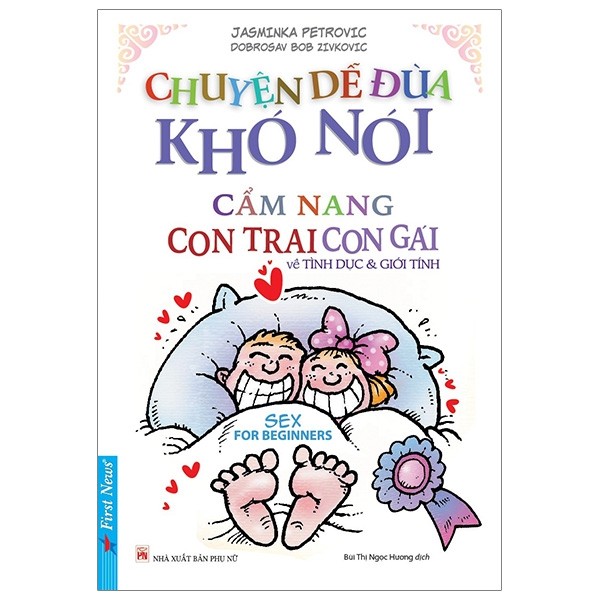 JASMINKA PETROVIC
DOBROSAV BOB ZIVKOVIC
CHUYỆN DỄ ĐÙA
KHÓ NÓI
CẨM NANG
CON TRAI CON GÁI
về TÌNH DỤC & GIỚI TÍNH
SEX
FOR BEGINNERS
First News
PN
NHÀ XUẤT BẢN PHỤ NỮ
Bùi Thị Ngọc Hương dịch